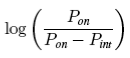 log ( P_on / (P_on − P_int) )